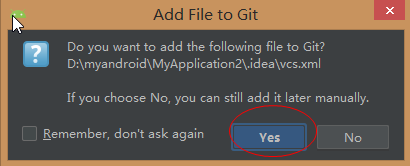 Add File to Git
Do you want to add the following file to Git?
D:\myandroid\MyApplication2\.idea\vcs.xml
If you choose No, you can still add it later manually.
Remember, don't ask again
Yes
No